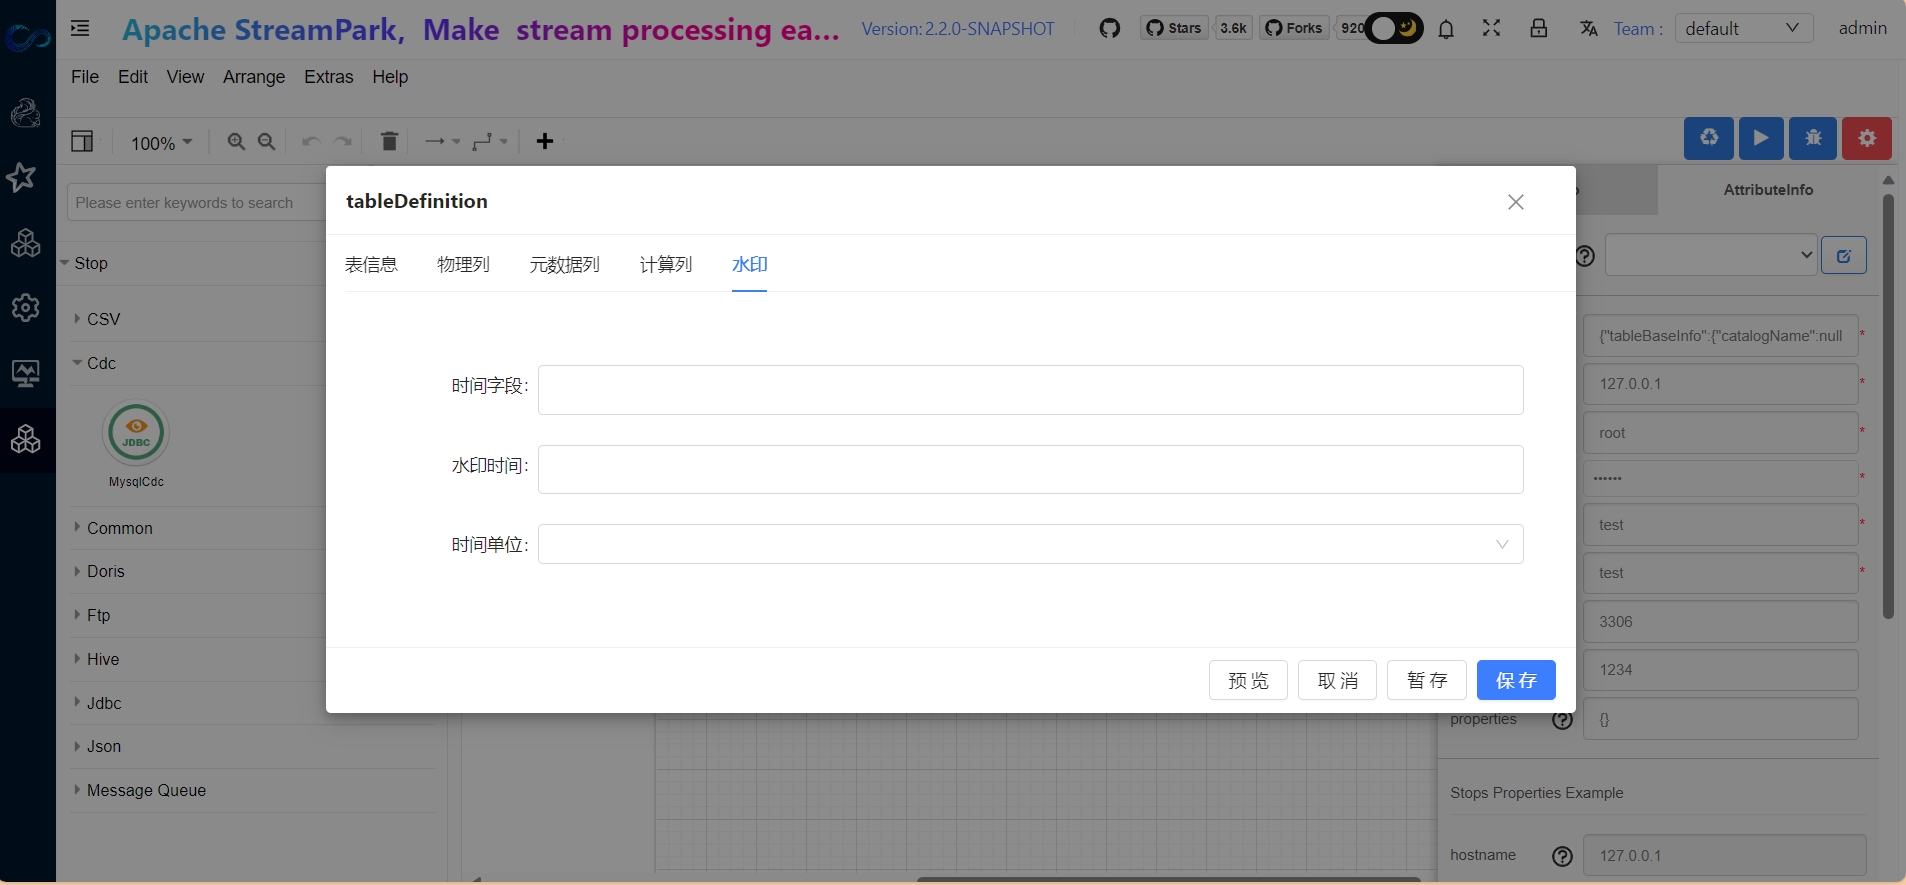 Apache StreamPark, Make stream processing ea...
Version:2.2.0-SNAPSHOT
Stars 3.6k
Forks 920
Team : default
admin
File Edit View Arrange Extras Help
100%
Please enter keywords to search
Stop
CSV
Cdc
JDBC
MysqlCdc
Common
Doris
Ftp
Hive
Jdbc
Json
Message Queue
tableDefinition
表信息 物理列 元数据列 计算列 水印
时间字段:
水印时间:
时间单位:
预览 取消 暂存 保存
AttributeInfo
{"tableBaseInfo":{"catalogName":null *
127.0.0.1 *
root *
•••••• *
test *
test *
3306
1234
properties {}
Stops Properties Example
hostname 127.0.0.1